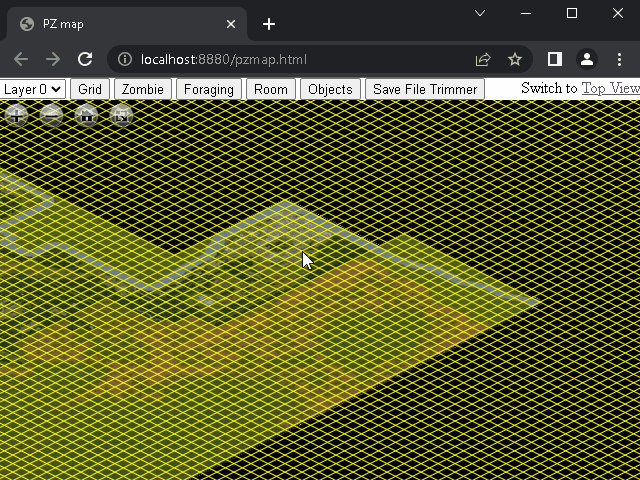 PZ map
localhost:8880/pzmap.html
Layer 0 Grid Zombie Foraging Room Objects Save File Trimmer Switch to Top View